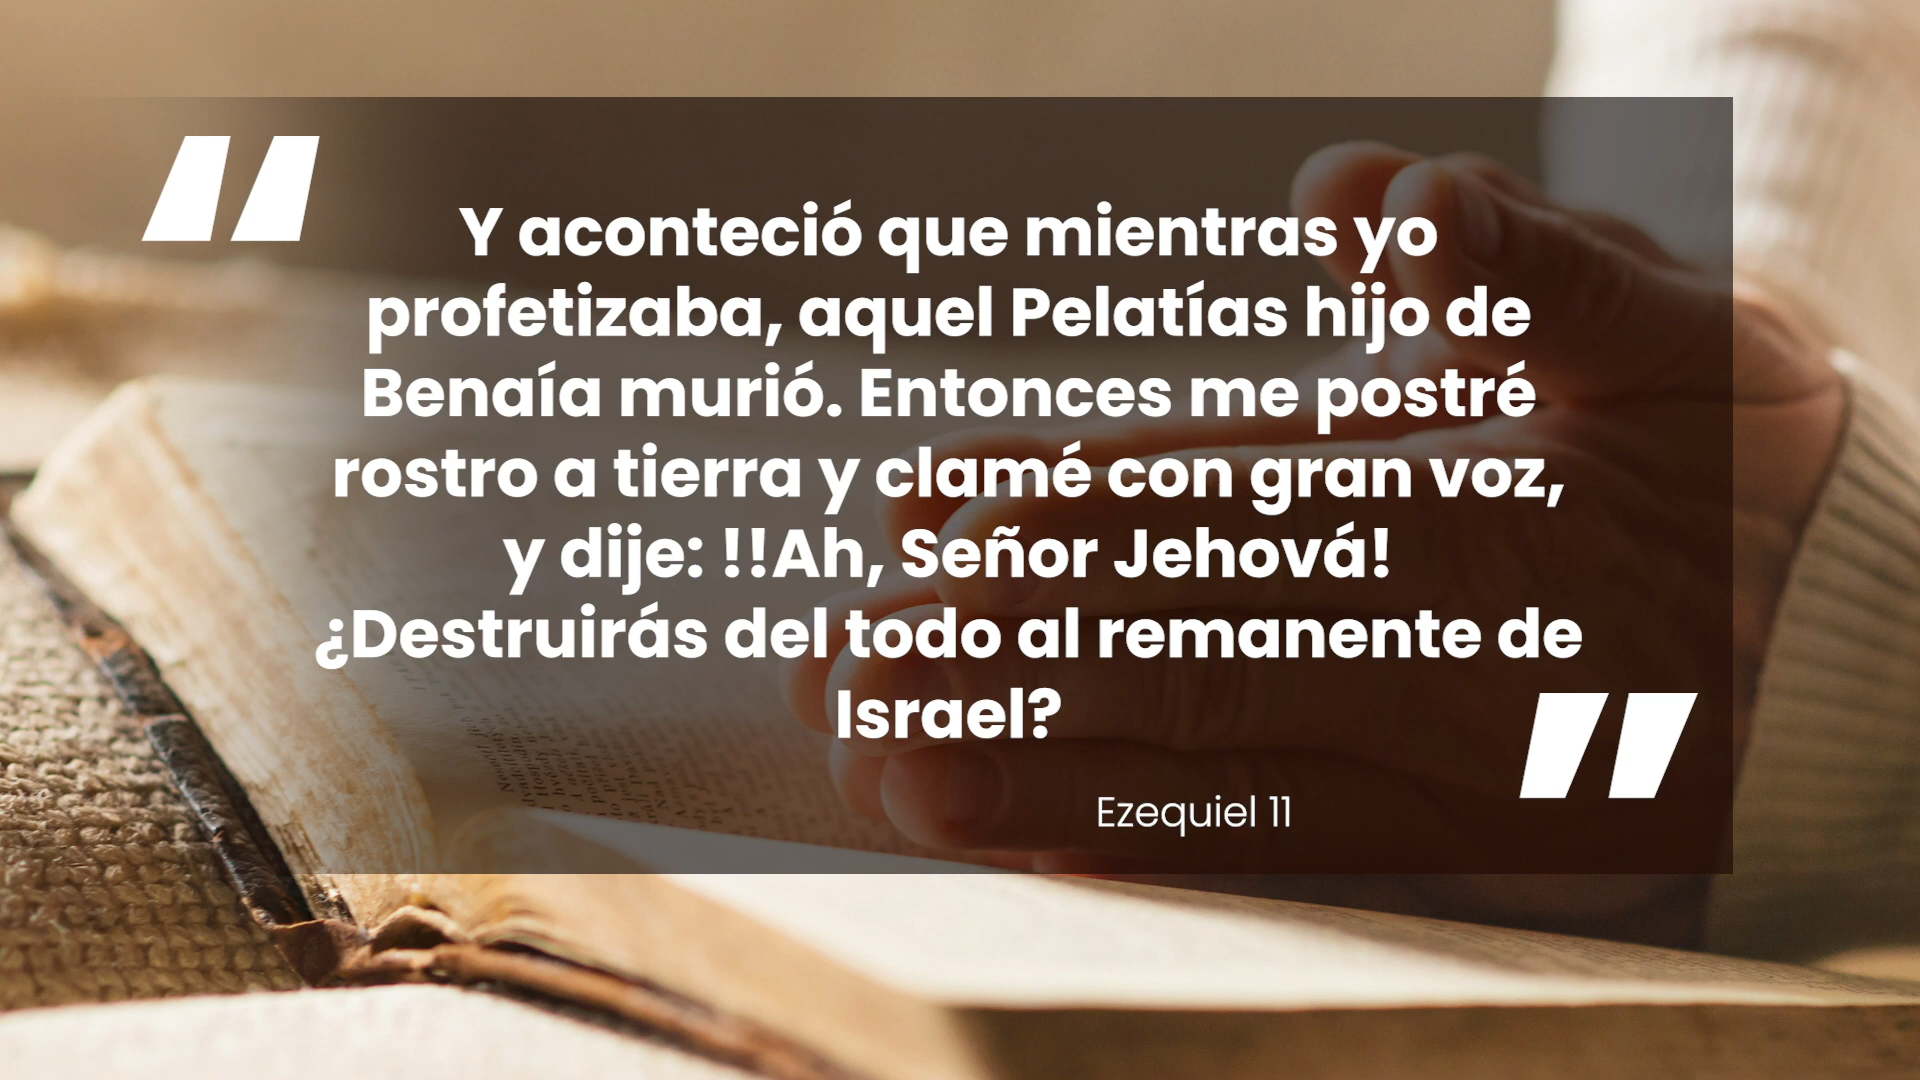 Y aconteció que mientras yo
profetizaba, aquel Pelatías hijo de
Benaía murió. Entonces me postré
rostro a tierra y clamé con gran voz,
y dije: !!Ah, Señor Jehová!
¿Destruirás del todo al remanente de
Israel?
Ezequiel 11